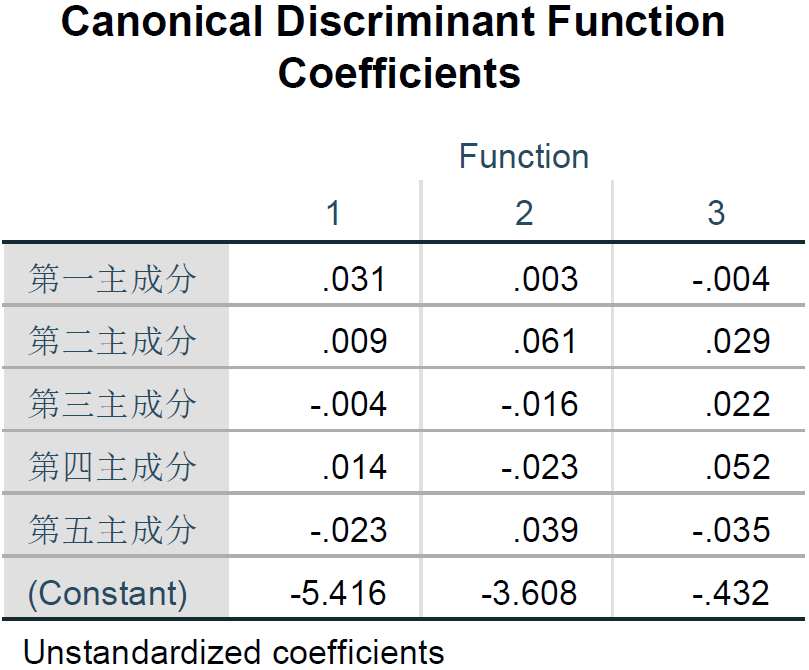 Canonical Discriminant Function
Coefficients
Function
1 2 3
第一主成分 .031 .003 -.004
第二主成分 .009 .061 .029
第三主成分 -.004 -.016 .022
第四主成分 .014 -.023 .052
第五主成分 -.023 .039 -.035
(Constant) -5.416 -3.608 -.432
Unstandardized coefficients